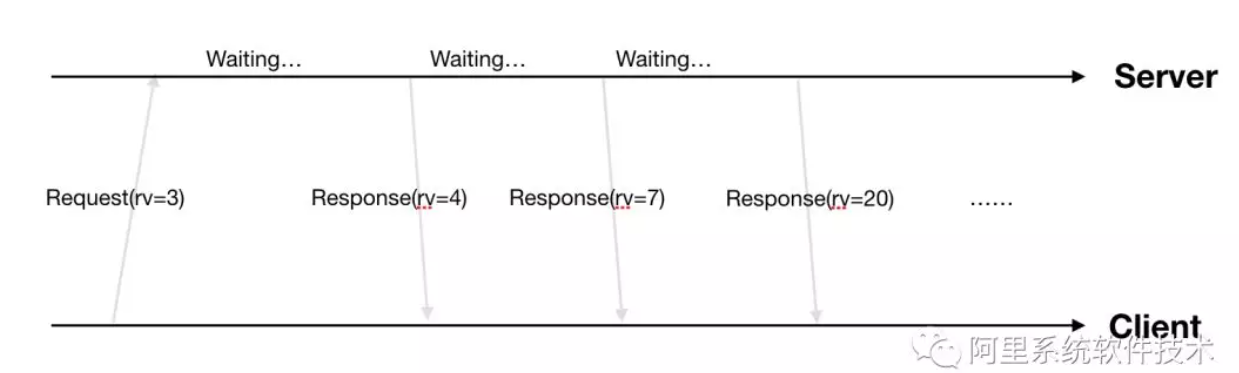 Waiting...
Waiting...
Waiting...
Server
Request(rv=3)
Response(rv=4)
Response(rv=7)
Response(rv=20)
......
Client
阿里系统软件技术